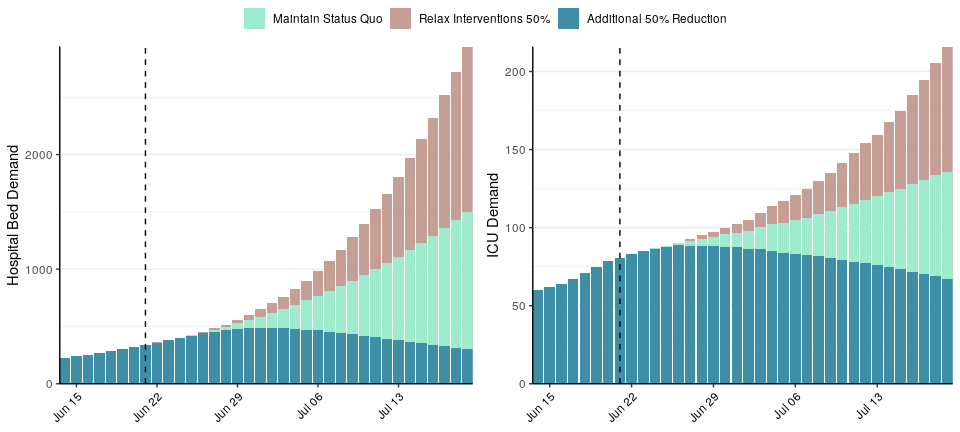 Maintain Status Quo Relax Interventions 50% Additional 50% Reduction
Hospital Bed Demand
2000
1000
0
Jun 15 Jun 22 Jun 29 Jul 06 Jul 13
ICU Demand
200
150
100
50
0
Jun 15 Jun 22 Jun 29 Jul 06 Jul 13